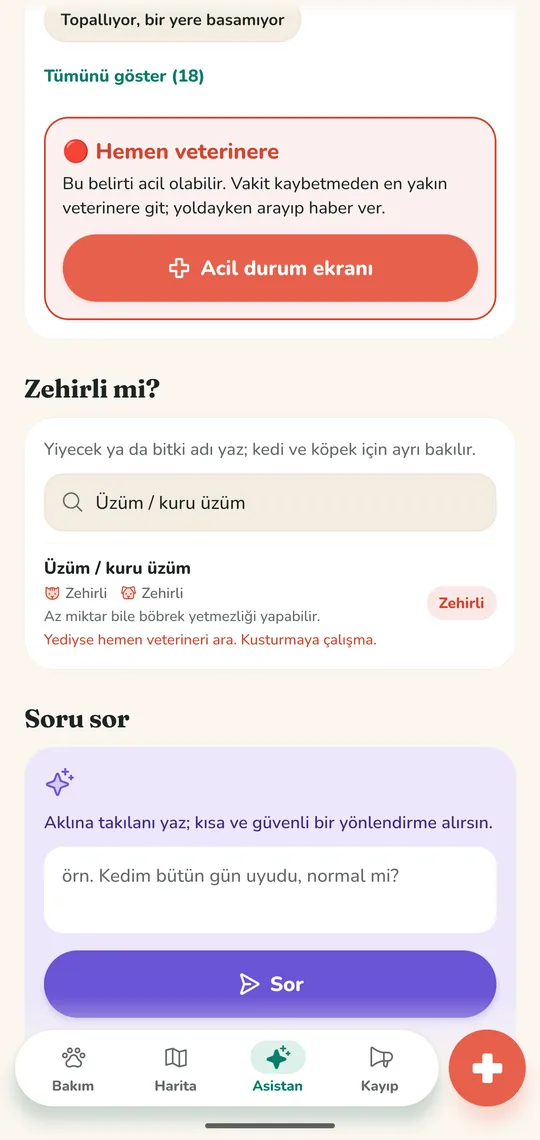 Topallıyor, bir yere basamıyor
Tümünü göster (18)
Hemen veterinere
Bu belirti acil olabilir. Vakit kaybetmeden en yakın
veterinere git; yoldayken arayıp haber ver.
Acil durum ekranı
Zehirli mi?
Yiyecek ya da bitki adı yaz; kedi ve köpek için ayrı bakılır.
Üzüm / kuru üzüm
Üzüm / kuru üzüm
Zehirli Zehirli
Zehirli
Az miktar bile böbrek yetmezliği yapabilir.
Yediyse hemen veterineri ara. Kusturmaya çalışma.
Soru sor
Aklına takılanı yaz; kısa ve güvenli bir yönlendirme alırsın.
örn. Kedim bütün gün uyudu, normal mi?
Sor
Bakım Harita Asistan Kayıp